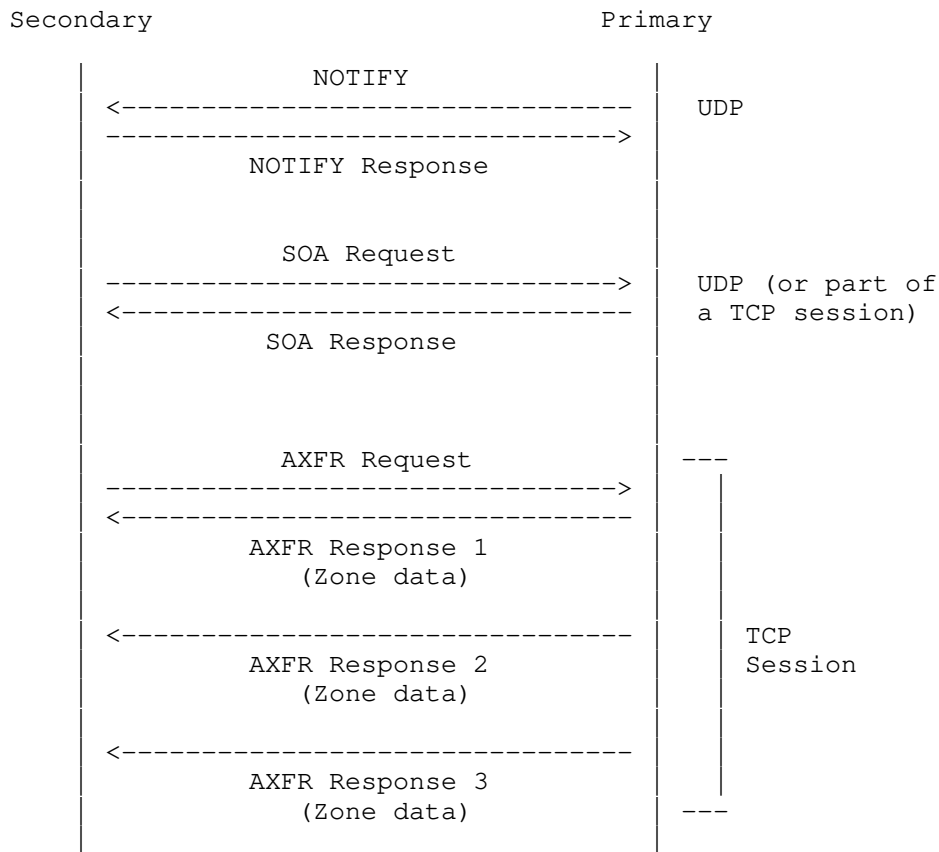 Secondary Primary
NOTIFY
UDP
NOTIFY Response
SOA Request
UDP (or part of
a TCP session)
SOA Response
AXFR Request
AXFR Response 1
(Zone data)
TCP
AXFR Response 2 Session
(Zone data)
AXFR Response 3
(Zone data)